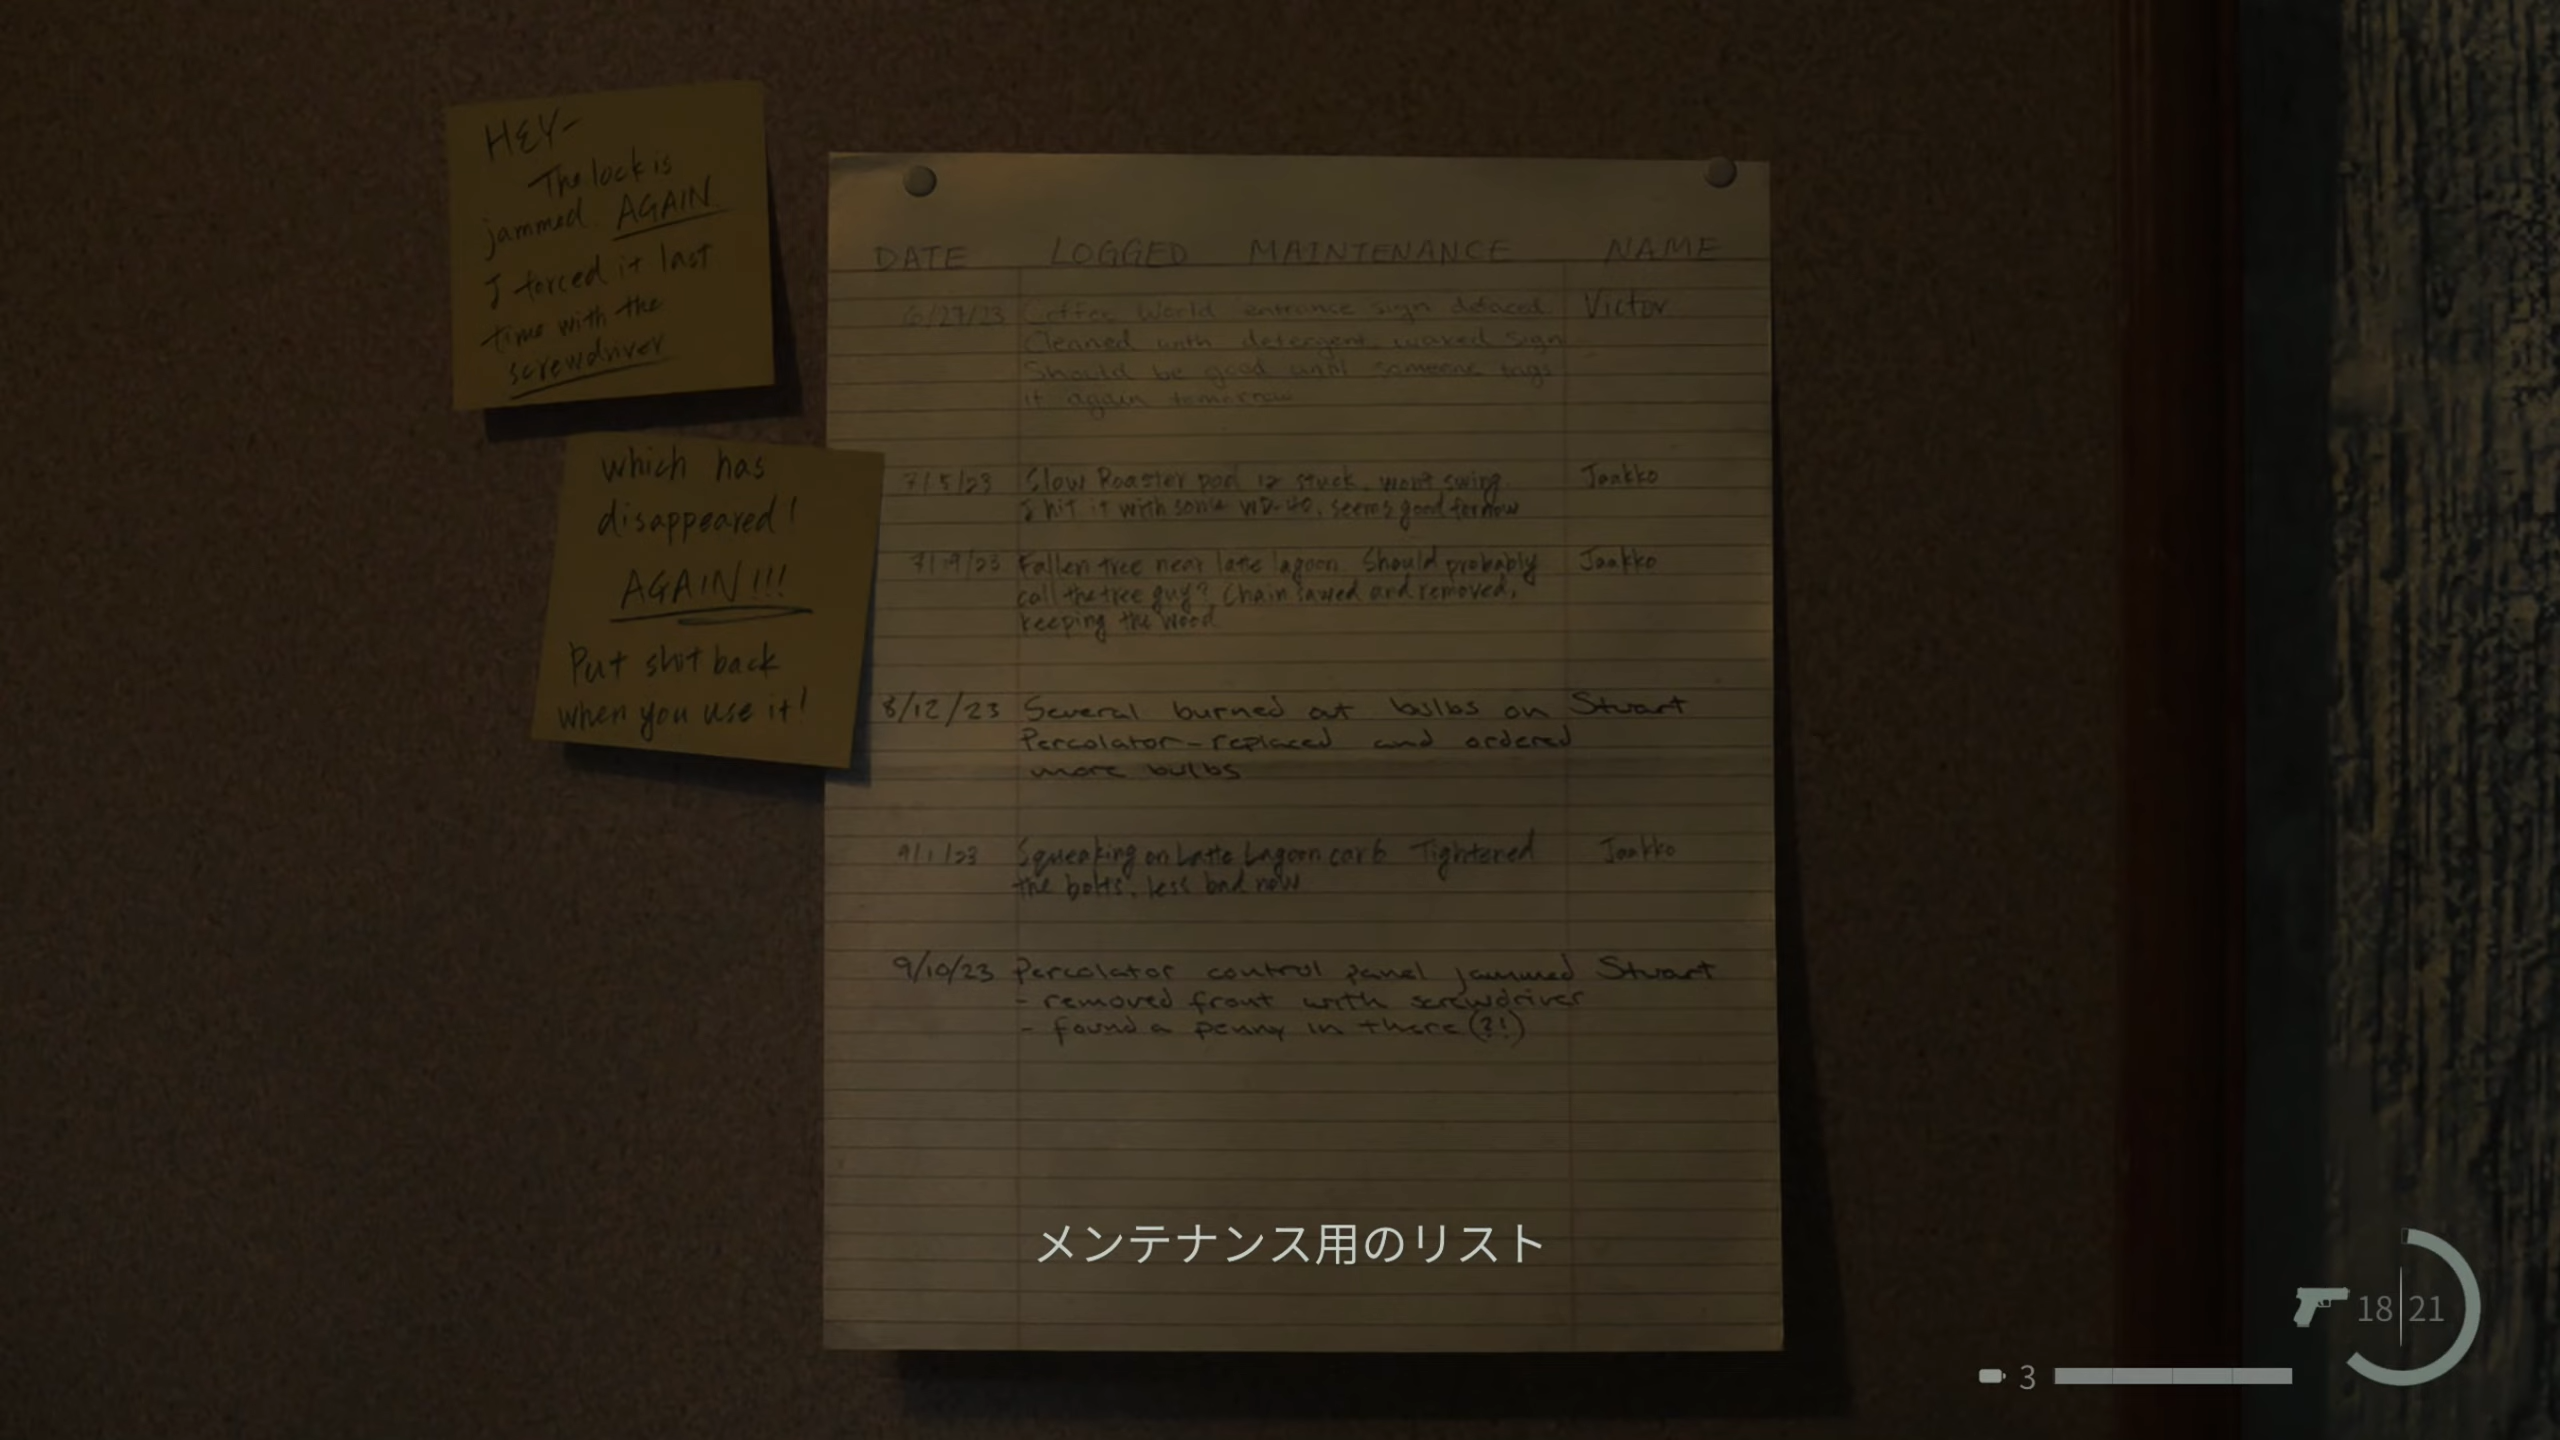 HEY-
The lock is
jammed. AGAIN.
I forced it last
time with the
screwdriver
which has
disappeared!
AGAIN!!!
Put shit back
when you use it!
DATE LOGGED MAINTENANCE NAME
6/27/23 Coffee World entrance sign defaced. Victor
Cleaned with detergent, waxed sign
Should be good until someone tags
it again tomorrow
7/5/23 Slow Roaster pod 12 stuck, won't swing. Jaakko
I hit it with some WD-40, seems good for now
7/19/23 Fallen tree near latte lagoon. Should probably Jaakko
call the tree guy? Chain sawed and removed,
keeping the wood
8/12/23 Several burned out bulbs on Stuart
Percolator - replaced and ordered
more bulbs
9/1/23 Squeaking on Latte Lagoon car 6 Tightened Jaakko
the bolts, less bad now
9/10/23 Percolator control panel jammed Stuart
- removed front with screwdriver
- found a penny in there (?!)
メンテナンス用のリスト
18 21
3